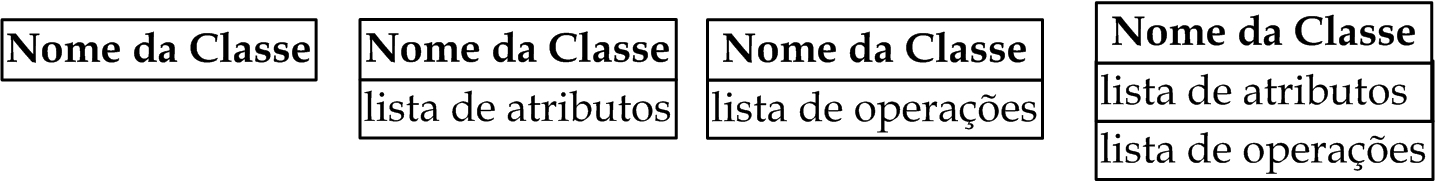 Nome da Classe
Nome da Classe
lista de atributos
Nome da Classe
lista de operações
Nome da Classe
lista de atributos
lista de operações